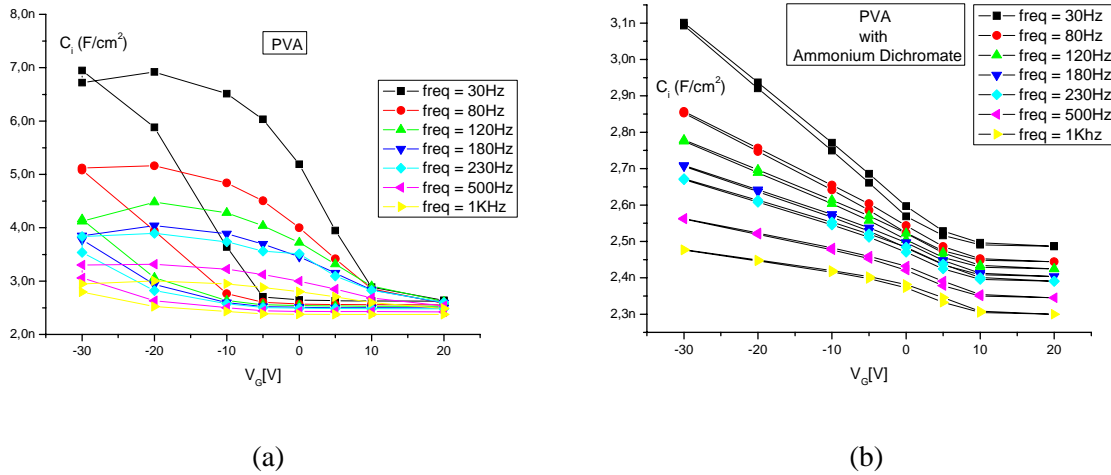 8,0n
7,0n
6,0n
5,0n
4,0n
3,0n
2,0n
C_i (F/cm²)
PVA
freq = 30Hz
freq = 80Hz
freq = 120Hz
freq = 180Hz
freq = 230Hz
freq = 500Hz
freq = 1KHz
-30 -20 -10 0 10 20
V_G[V]
(a)
3,1n
3,0n
2,9n
2,8n
2,7n
2,6n
2,5n
2,4n
2,3n
C_i (F/cm²)
PVA
with
Ammonium Dichromate
freq = 30Hz
freq = 80Hz
freq = 120Hz
freq = 180Hz
freq = 230Hz
freq = 500Hz
freq = 1Khz
-30 -20 -10 0 10 20
V_G[V]
(b)